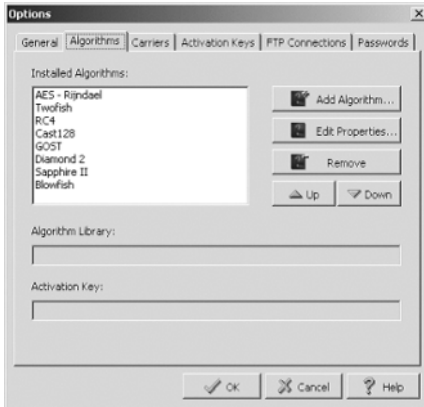 Options
General Algorithms Carriers Activation Keys FTP Connections Passwords
Installed Algorithms:
AES - Rijndael
Twofish
RC4
Cast128
GOST
Diamond 2
Sapphire II
Blowfish
Add Algorithm...
Edit Properties...
Remove
Up Down
Algorithm Library:
Activation Key:
OK Cancel Help